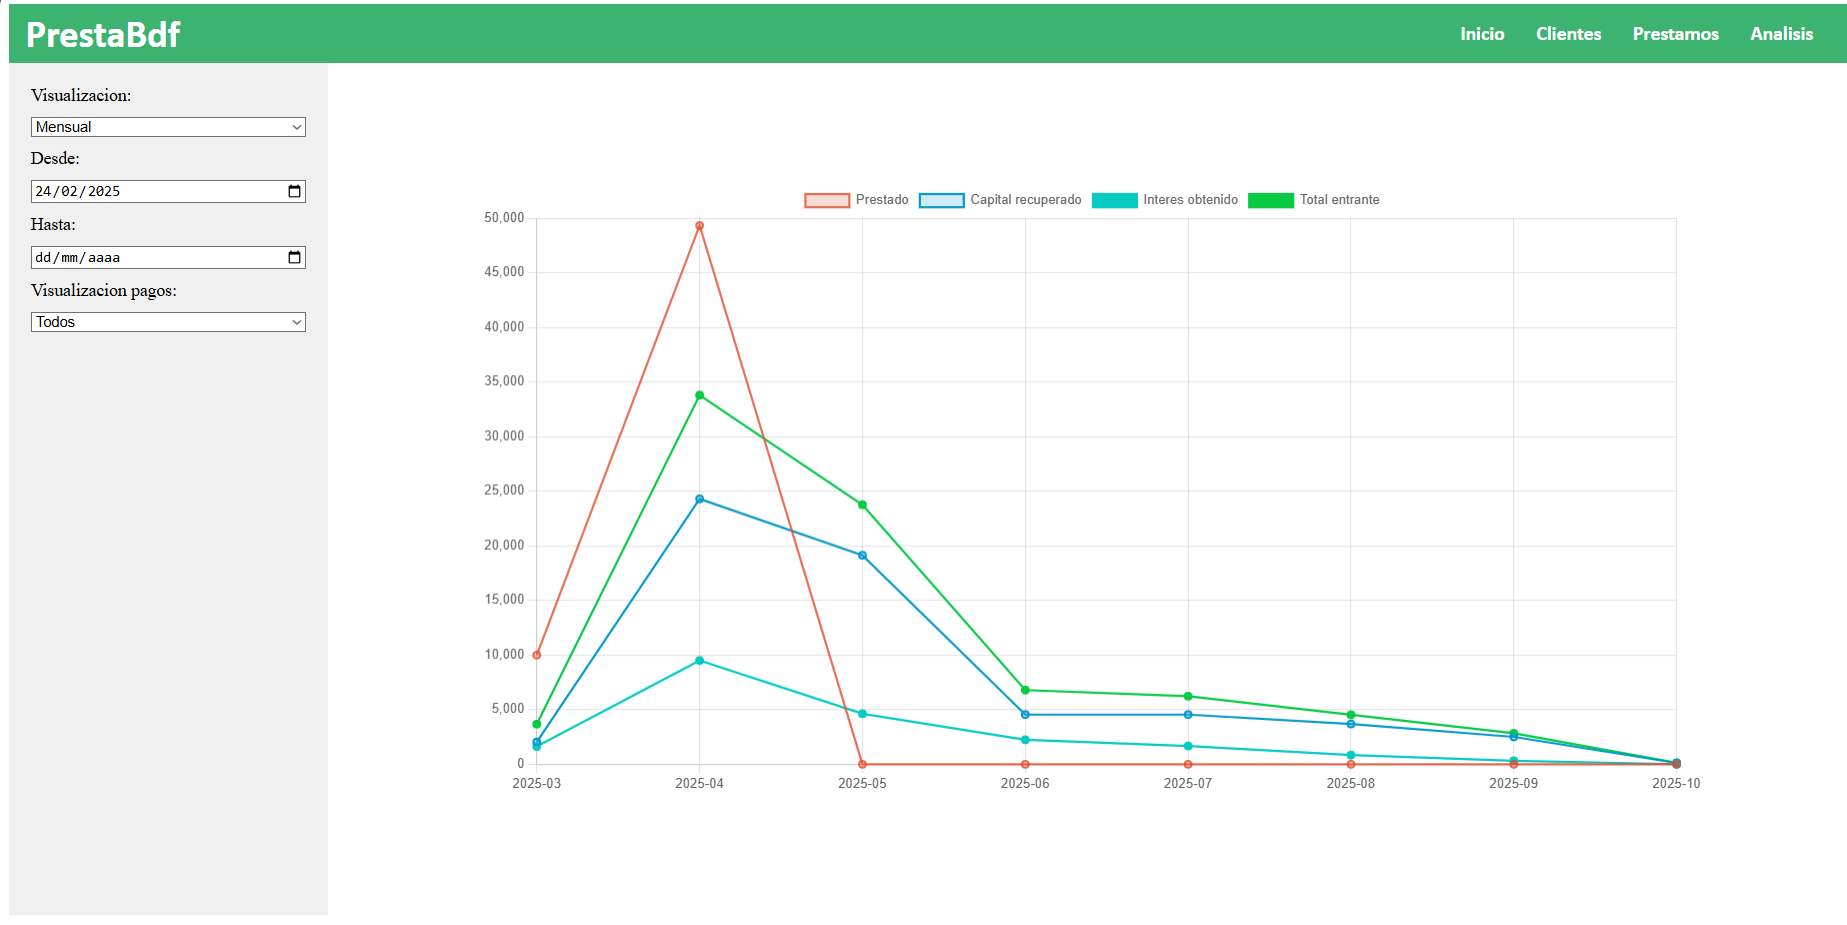 PrestaBdf
Inicio Clientes Prestamos Analisis
Visualizacion:
Mensual
Desde:
24/02/2025
Hasta:
dd/mm/aaaa
Visualizacion pagos:
Todos
Prestado Capital recuperado Interes obtenido Total entrante
50,000
45,000
40,000
35,000
30,000
25,000
20,000
15,000
10,000
5,000
0
2025-03 2025-04 2025-05 2025-06 2025-07 2025-08 2025-09 2025-10